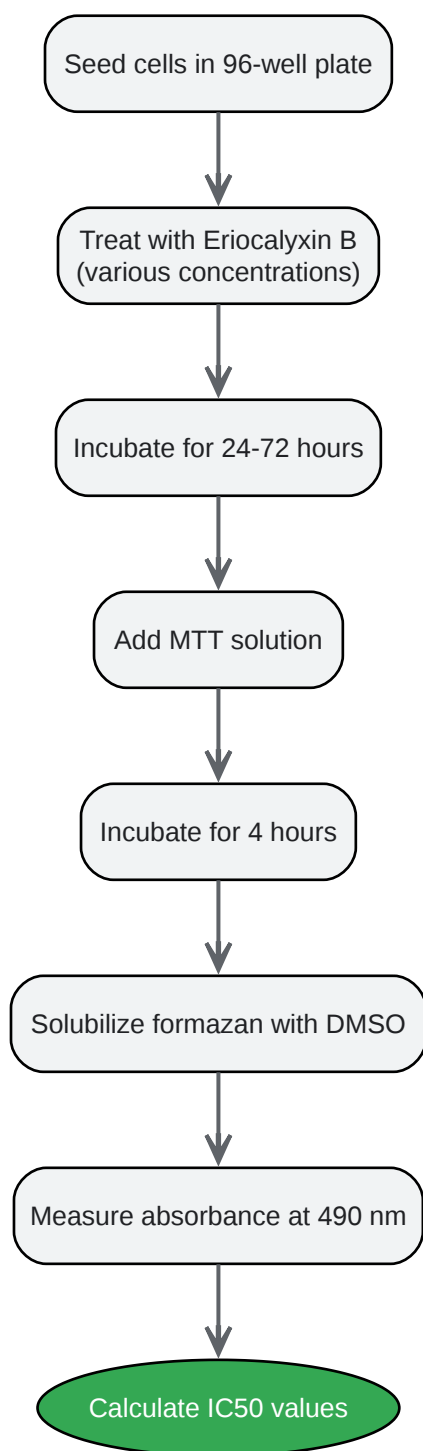 Seed cells in 96-well plate
Treat with Eriocalyxin B
(various concentrations)
Incubate for 24-72 hours
Add MTT solution
Incubate for 4 hours
Solubilize formazan with DMSO
Measure absorbance at 490 nm
Calculate IC50 values